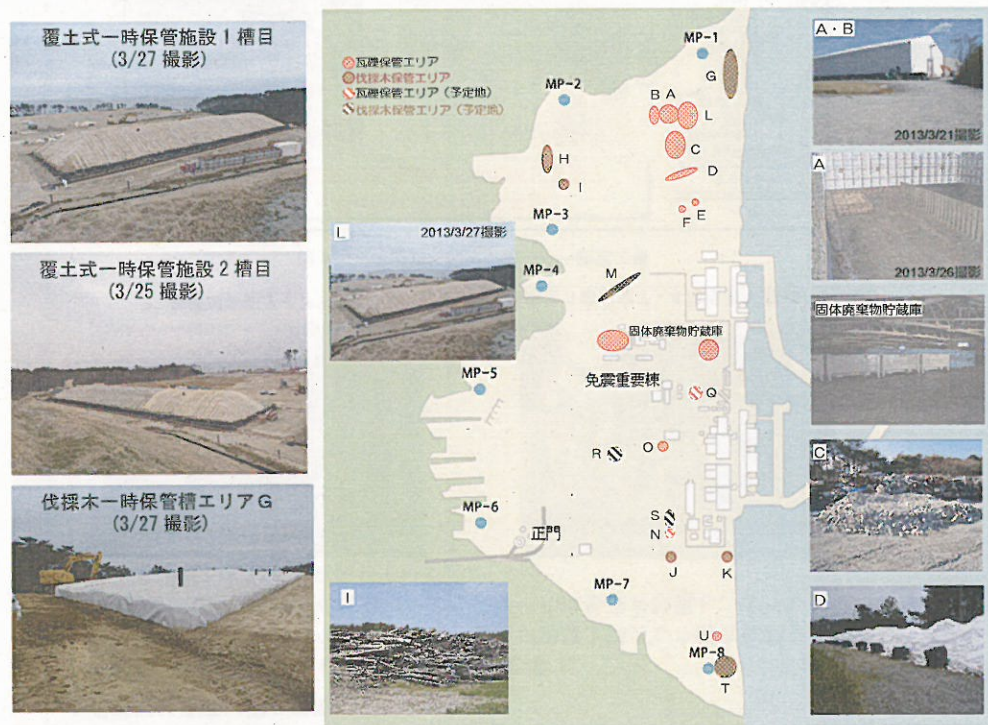 覆土式一時保管施設1槽目
(3/27 撮影)
覆土式一時保管施設2槽目
(3/25 撮影)
伐採木一時保管槽エリアG
(3/27 撮影)
瓦礫保管エリア
伐採木保管エリア
瓦礫保管エリア（予定地）
伐採木保管エリア（予定地）
MP-1
G
MP-2
B
A
L
C
H
D
I
E
F
MP-3
L
2013/3/27撮影
MP-4
M
固体廃棄物貯蔵庫
免震重要棟
MP-5
Q
O
R
S
N
MP-6
正門
J
K
MP-7
I
U
MP-8
T
A・B
2013/3/21撮影
A
2013/3/26撮影
固体廃棄物貯蔵庫
C
D